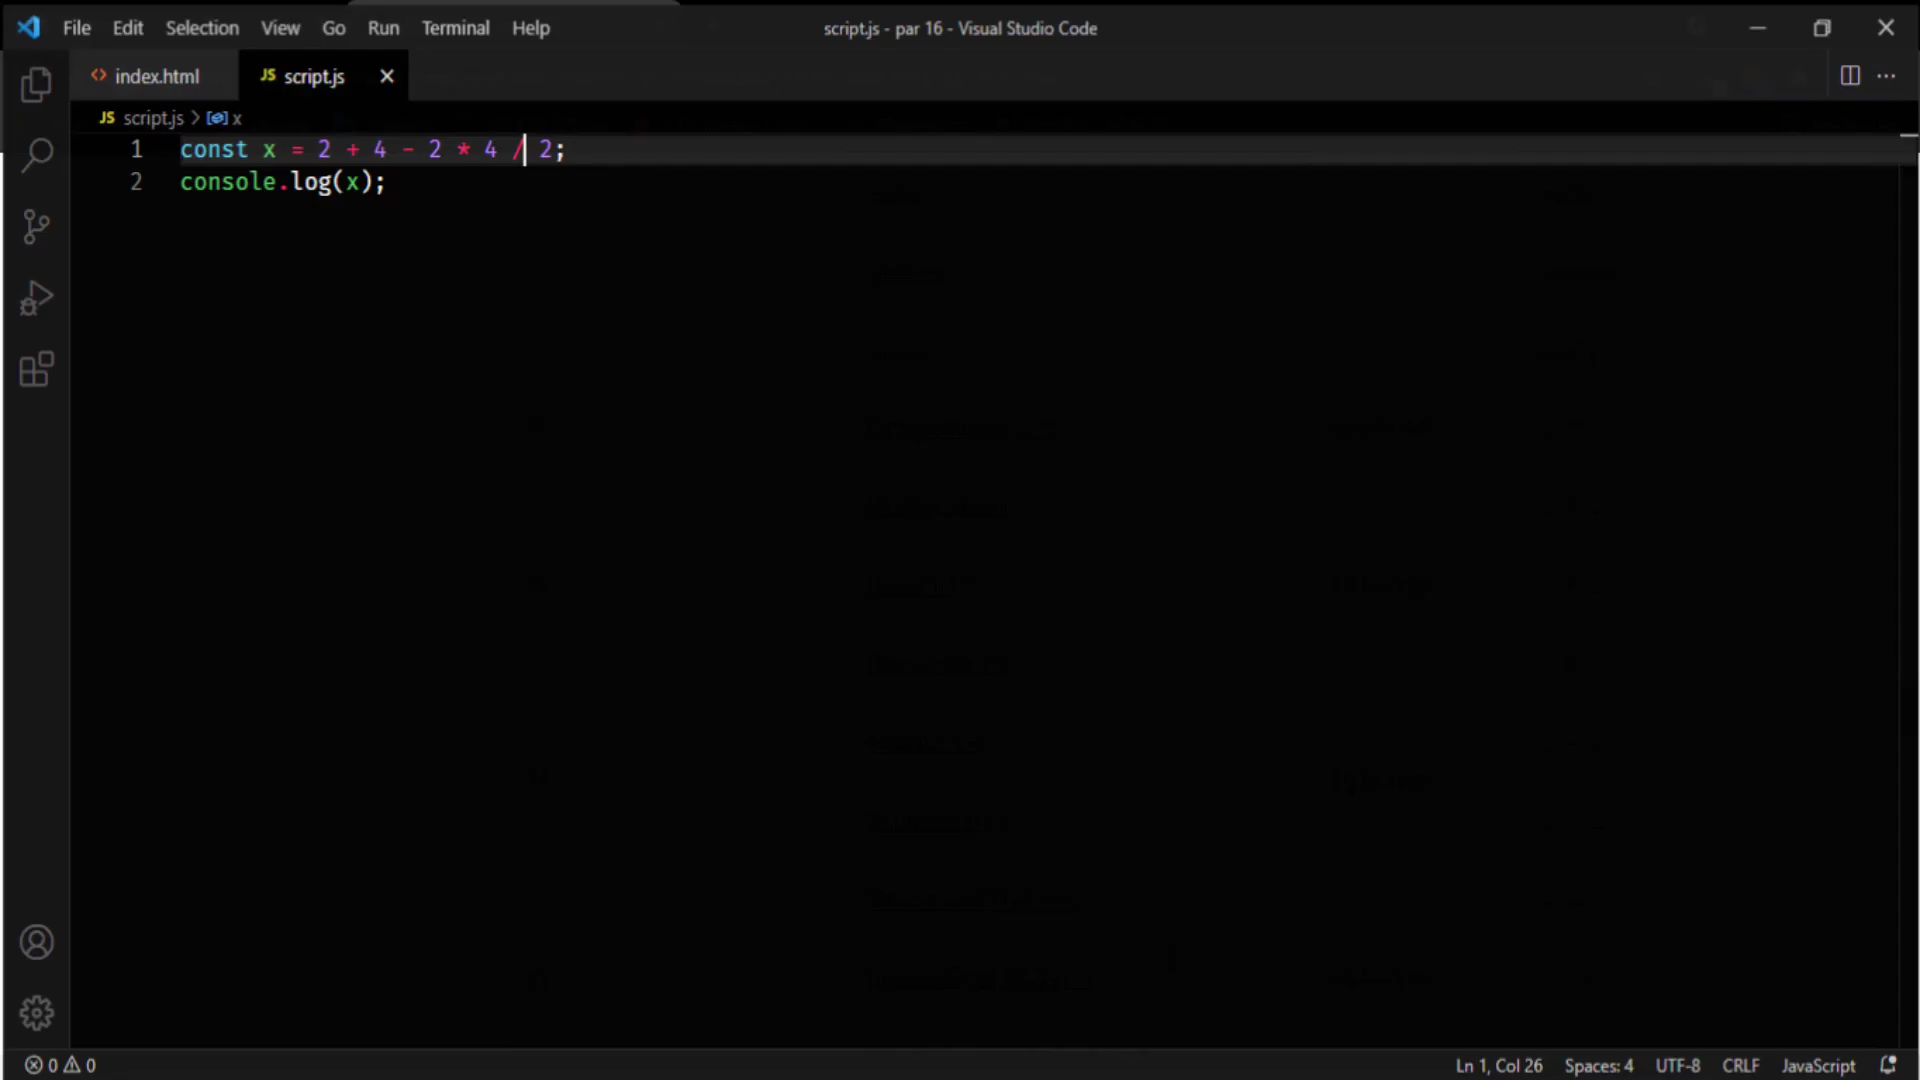 File Edit Selection View Go Run Terminal Help script.js - par 16 - Visual Studio Code
<> index.html JS script.js
JS script.js > x
1 const x = 2 + 4 - 2 * 4 / 2;
2 console.log(x);
0 0 Ln 1, Col 26 Spaces: 4 UTF-8 CRLF JavaScript